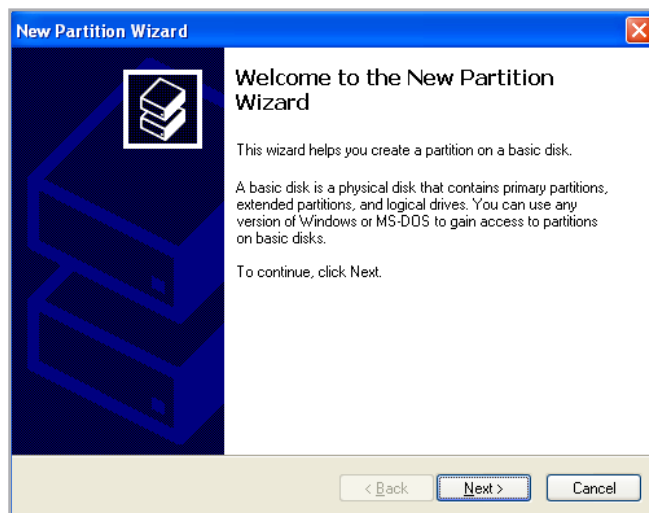 New Partition Wizard
Welcome to the New Partition
Wizard
This wizard helps you create a partition on a basic disk.
A basic disk is a physical disk that contains primary partitions,
extended partitions, and logical drives. You can use any
version of Windows or MS-DOS to gain access to partitions
on basic disks.
To continue, click Next.
< Back
Next >
Cancel